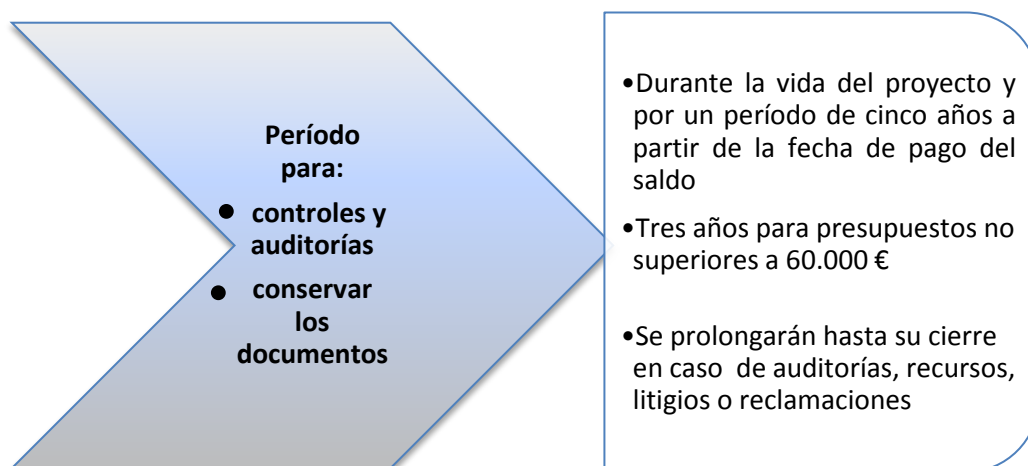 Período
para:
● controles y
auditorías
● conservar
los
documentos
•Durante la vida del proyecto y
por un período de cinco años a
partir de la fecha de pago del
saldo
•Tres años para presupuestos no
superiores a 60.000 €
•Se prolongarán hasta su cierre
en caso de auditorías, recursos,
litigios o reclamaciones